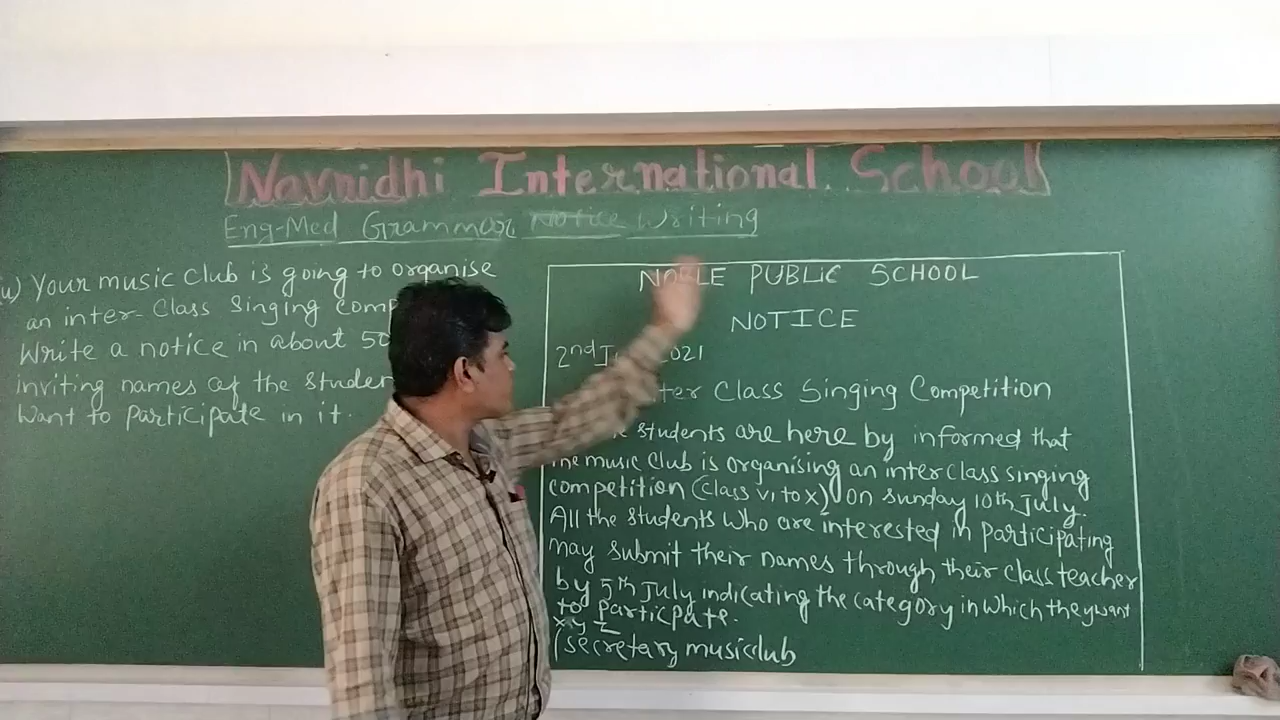 Navnidhi International School
Eng-Med Grammar Notice Writing
Your music club is going to organise
an inter-Class Singing
Write a notice in about 50
inviting names of the
Want to participate in it.
NOBLE PUBLIC SCHOOL
NOTICE
2nd 2021
Class Singing Competition
students are here by informed that
the music club is organising an inter class singing
competition (class VI to X) on sunday 10th July.
All the students who are interested in participating
may submit their names through their class teacher
by 5th July indicating the category in which they want
to participate.
xyz
(secretary music club